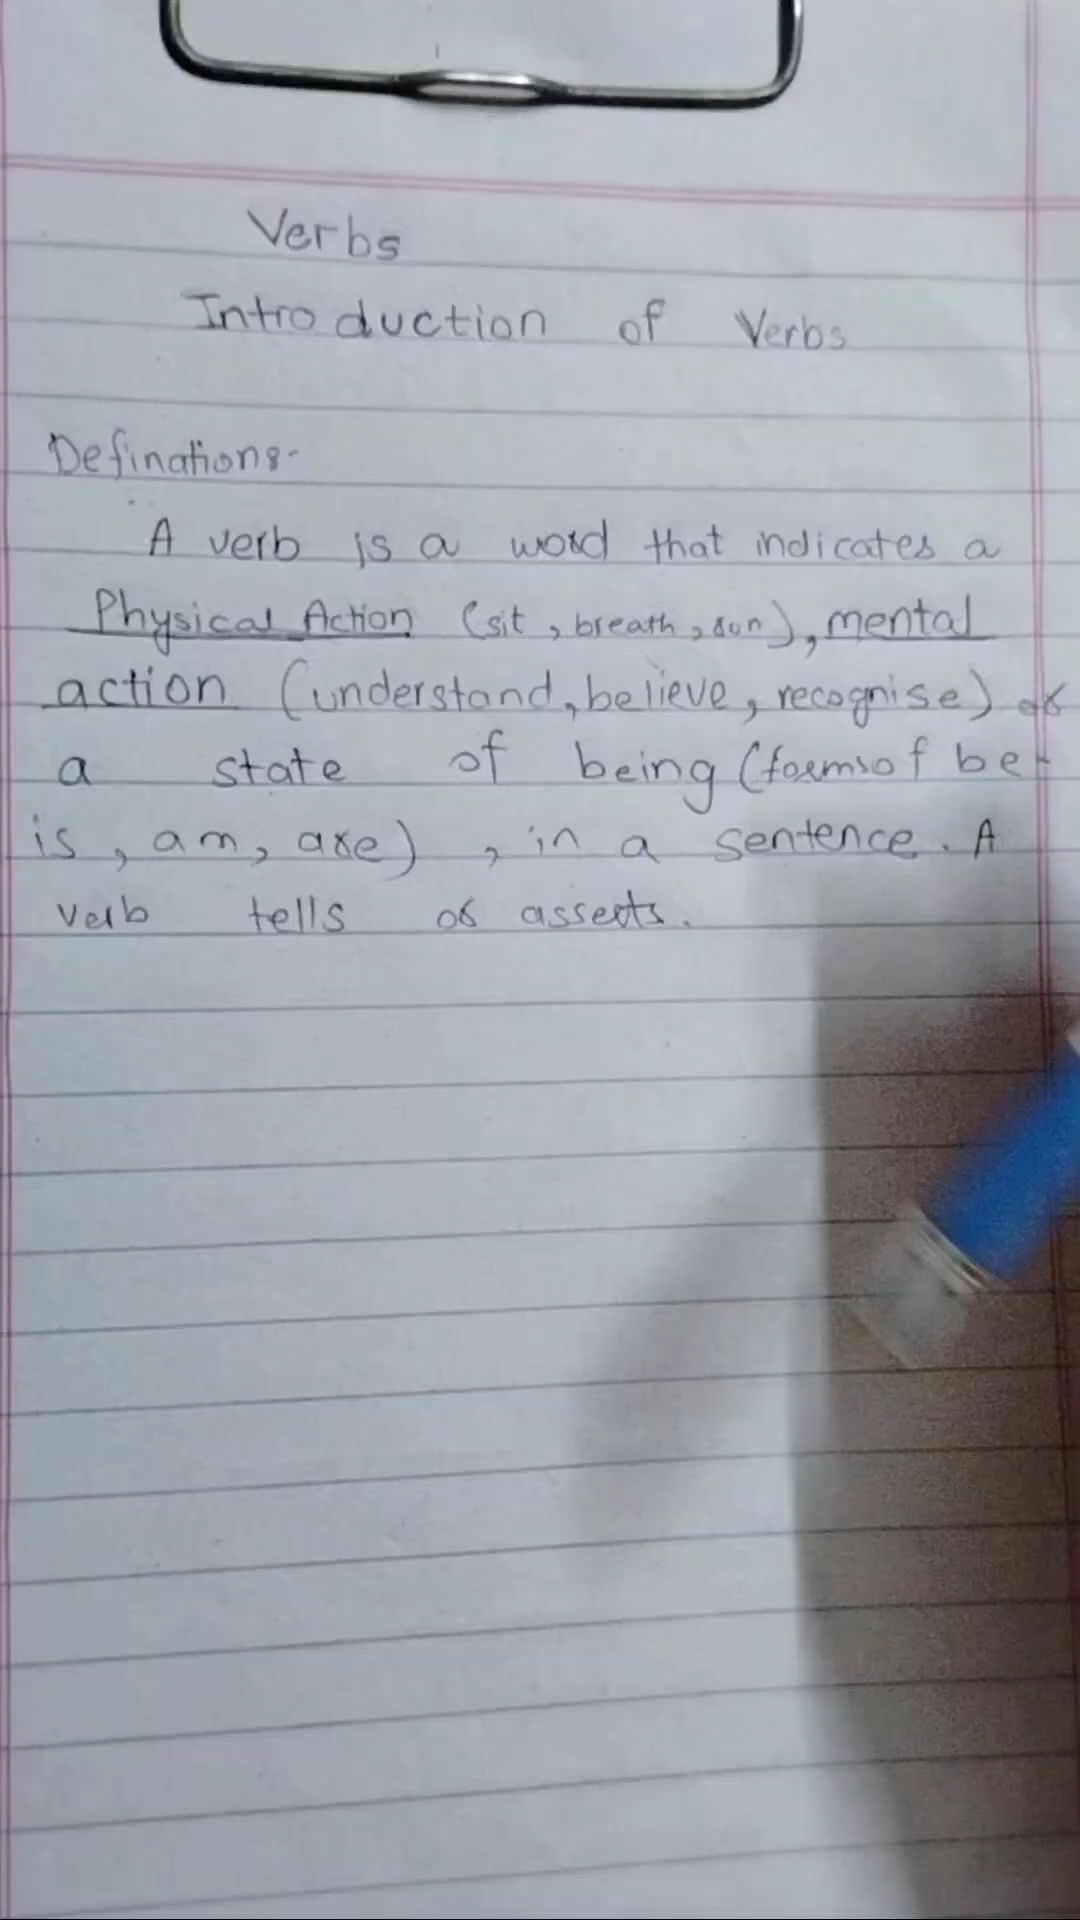 Verbs
Introduction of Verbs
Definations-
A verb is a word that indicates a
Physical Action (sit, breath, run), mental
action (understand, believe, recognise) or
a state of being (forms of be-
is, am, are) , in a sentence. A
verb tells or asserts.